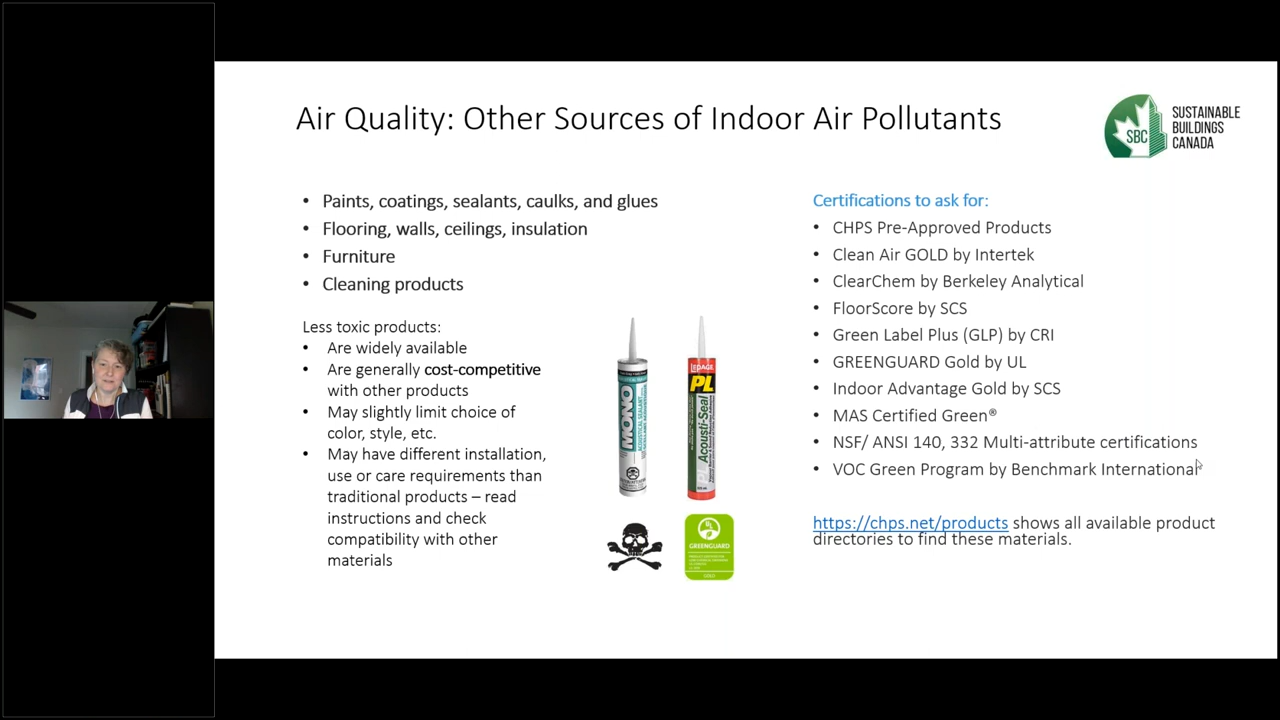 Air Quality: Other Sources of Indoor Air Pollutants
SBC
SUSTAINABLE
BUILDINGS
CANADA
• Paints, coatings, sealants, caulks, and glues
• Flooring, walls, ceilings, insulation
• Furniture
• Cleaning products
Less toxic products:
• Are widely available
• Are generally cost-competitive
with other products
• May slightly limit choice of
color, style, etc.
• May have different installation,
use or care requirements than
traditional products – read
instructions and check
compatibility with other
materials
MONO
ACOUSTICAL SEALANT
LEPAGE
PL
Acousti-Seal
GREENGUARD
Certifications to ask for:
• CHPS Pre-Approved Products
• Clean Air GOLD by Intertek
• ClearChem by Berkeley Analytical
• FloorScore by SCS
• Green Label Plus (GLP) by CRI
• GREENGUARD Gold by UL
• Indoor Advantage Gold by SCS
• MAS Certified Green®
• NSF/ ANSI 140, 332 Multi-attribute certifications
• VOC Green Program by Benchmark International
https://chps.net/products shows all available product
directories to find these materials.